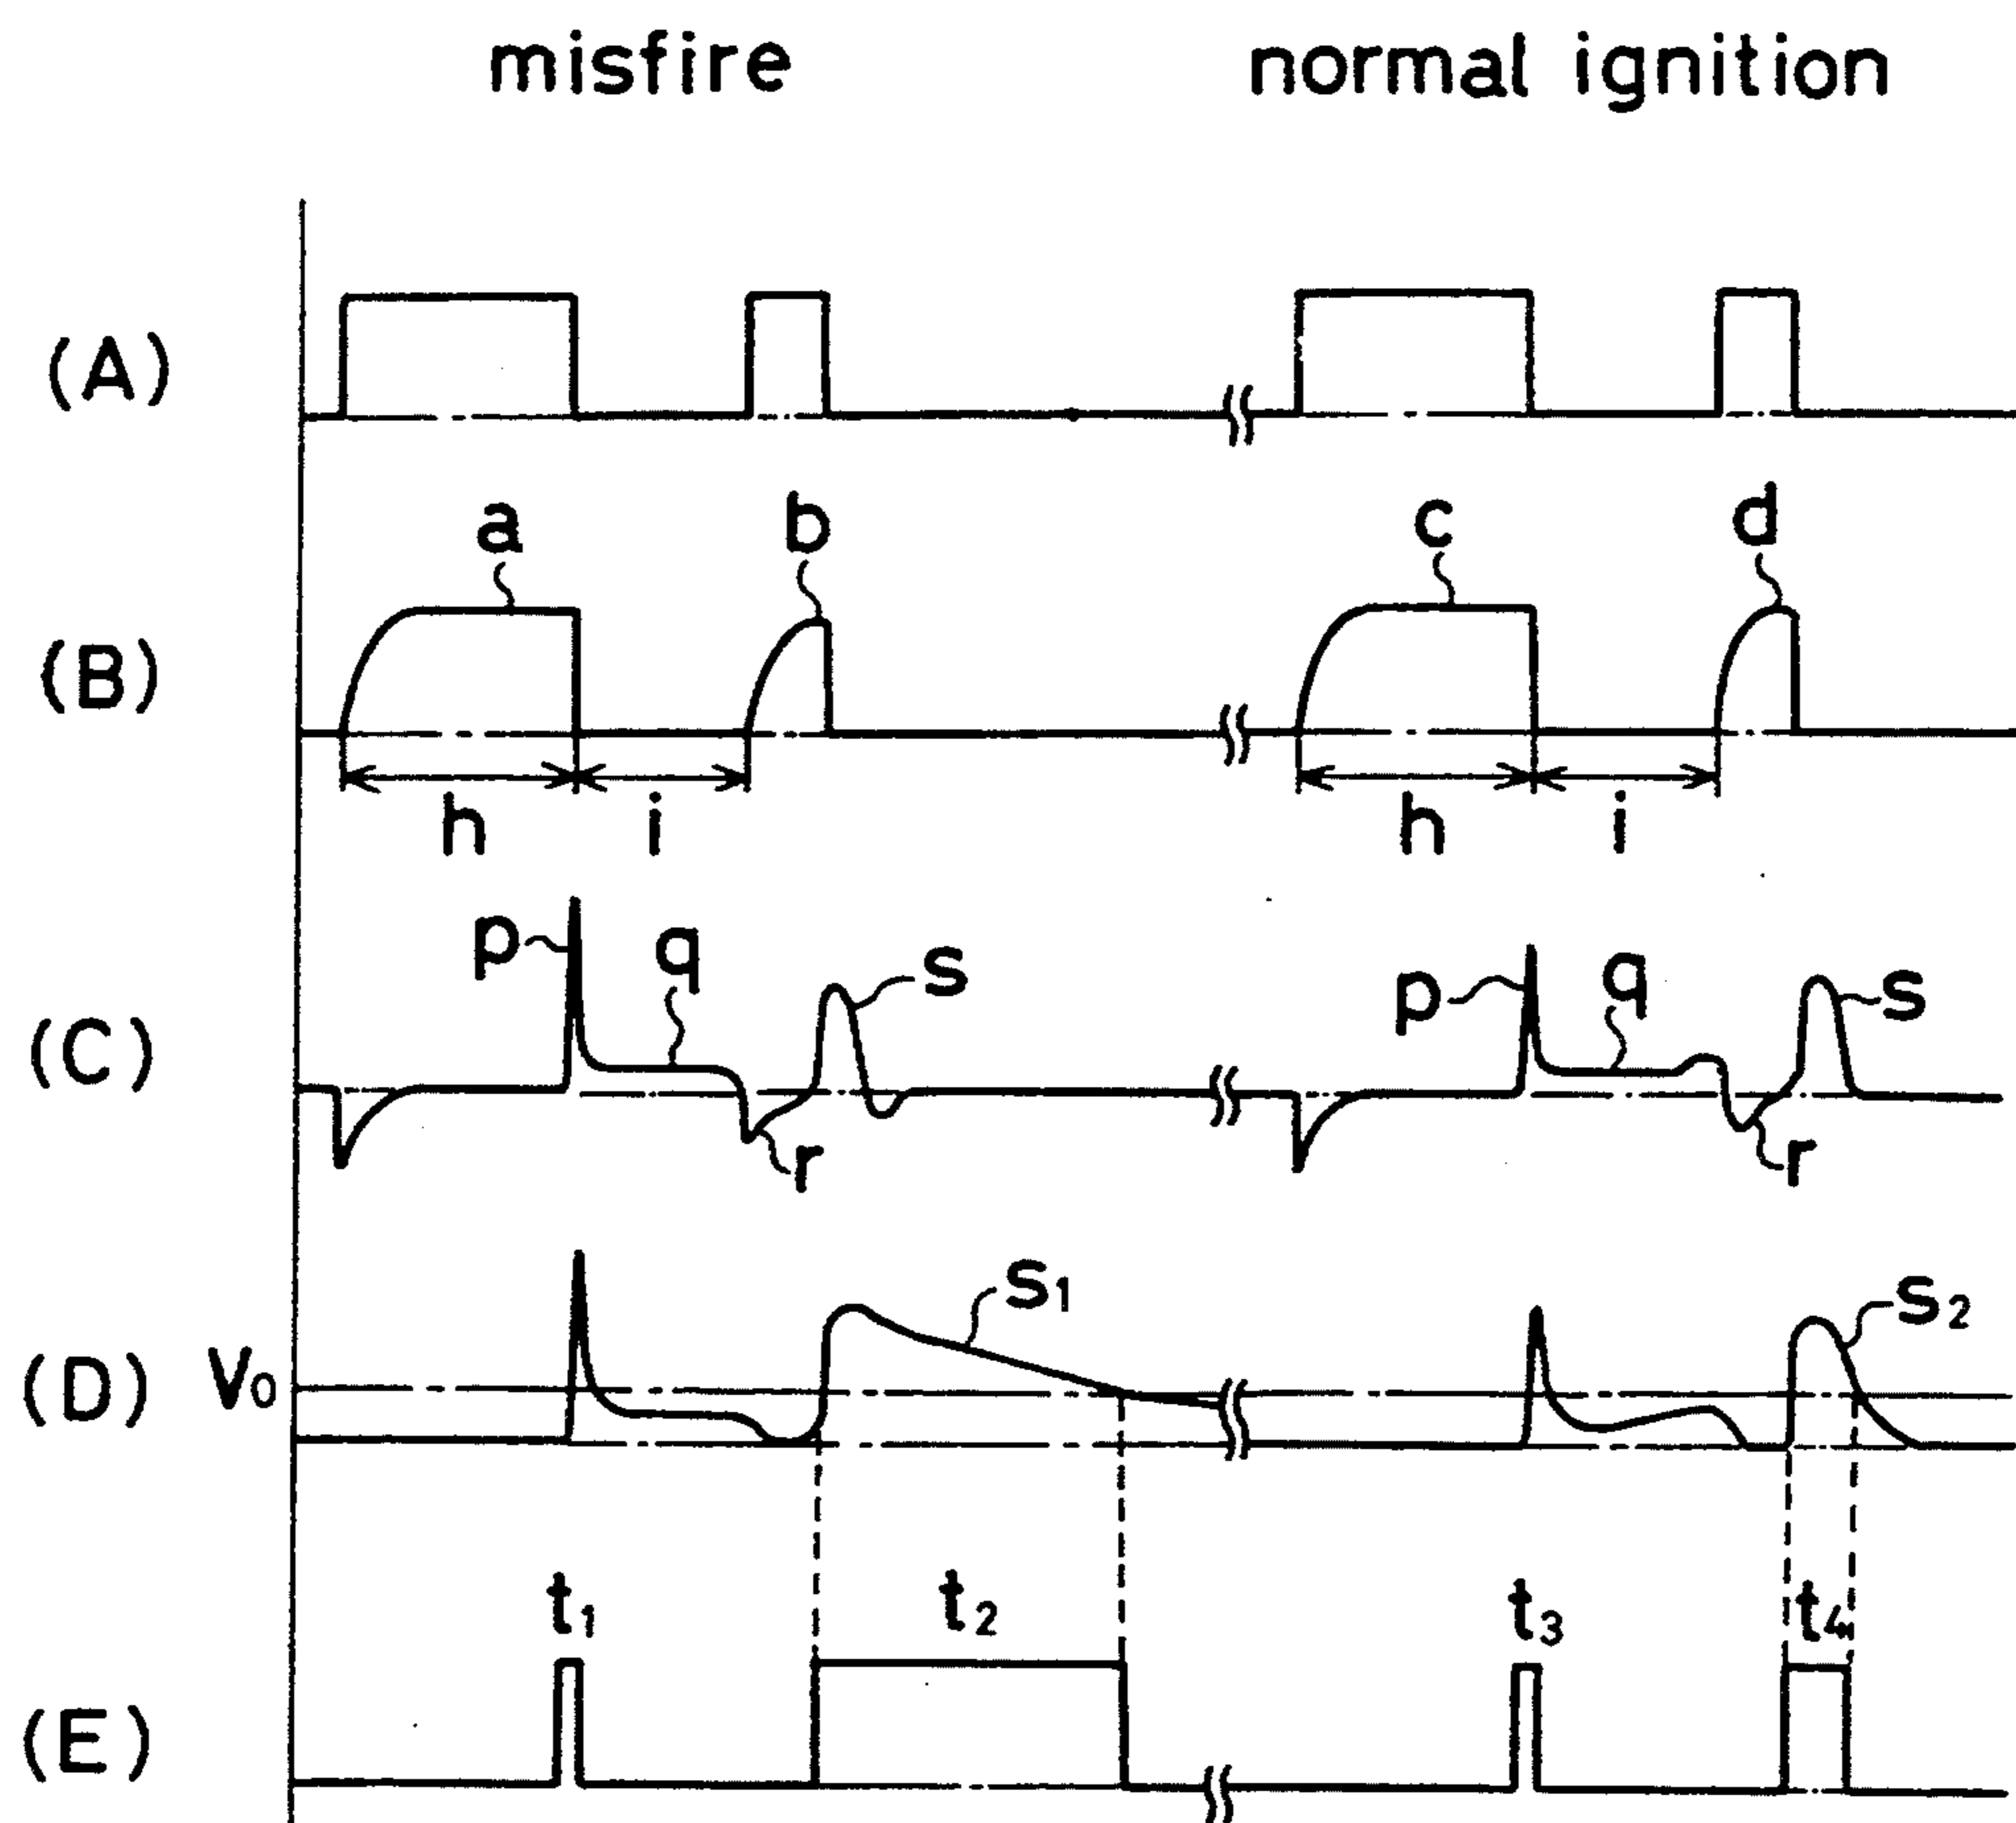 misfire normal ignition
(A)
a b c d
(B)
h i h i
p q s p q s
(C)
r r
s1 s2
(D) V0
t1 t2 t3 t4
(E)